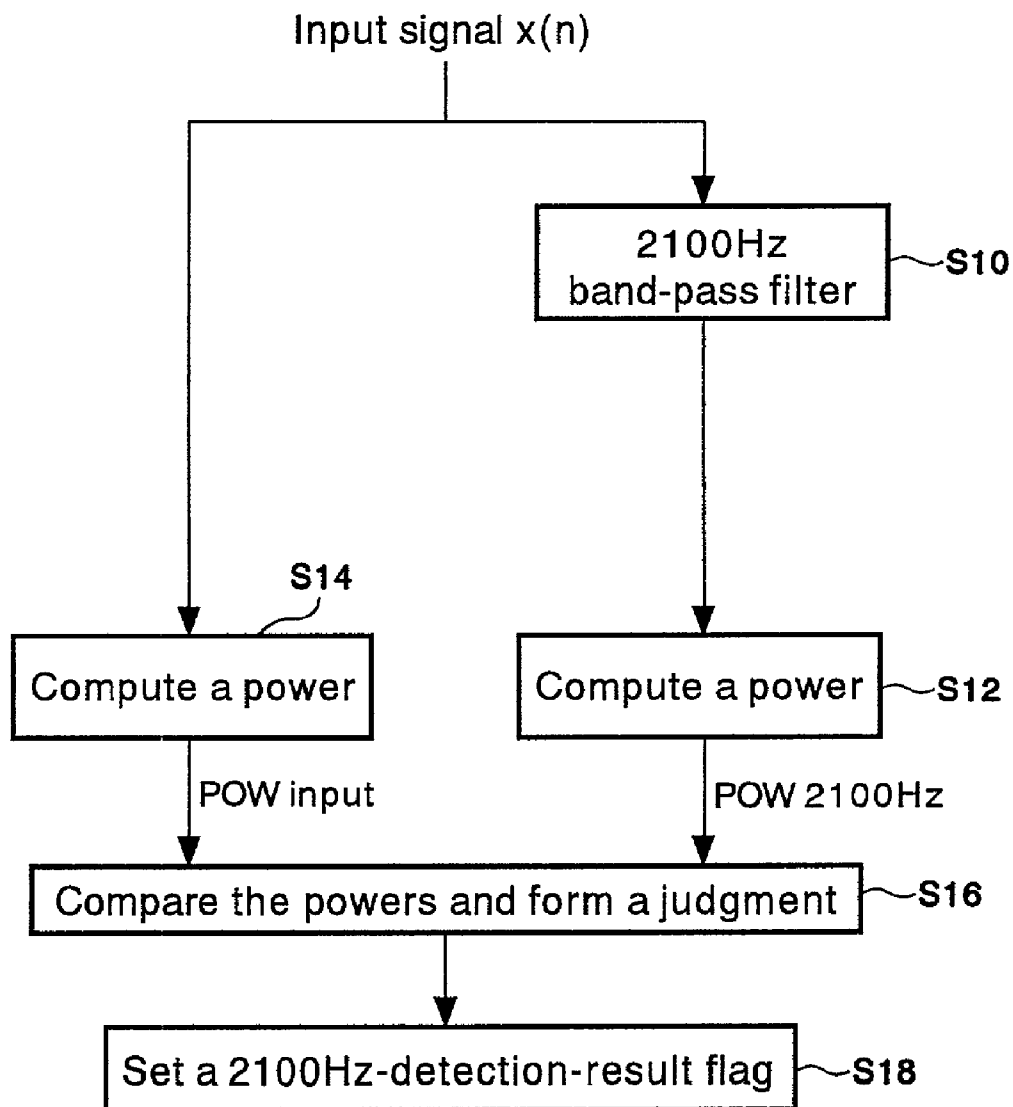 Input signal x(n)
2100Hz
band-pass filter
S10
S14
Compute a power
Compute a power
S12
POW input
POW 2100Hz
Compare the powers and form a judgment
S16
Set a 2100Hz-detection-result flag
S18